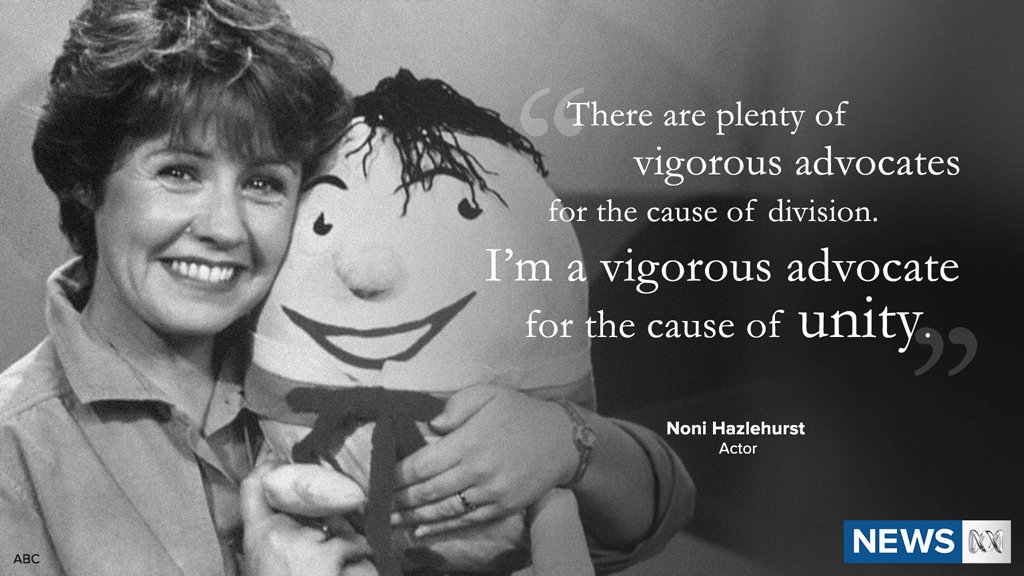 “There are plenty of
vigorous advocates
for the cause of division.
I’m a vigorous advocate
for the cause of unity.”
Noni Hazlehurst
Actor
ABC
NEWS